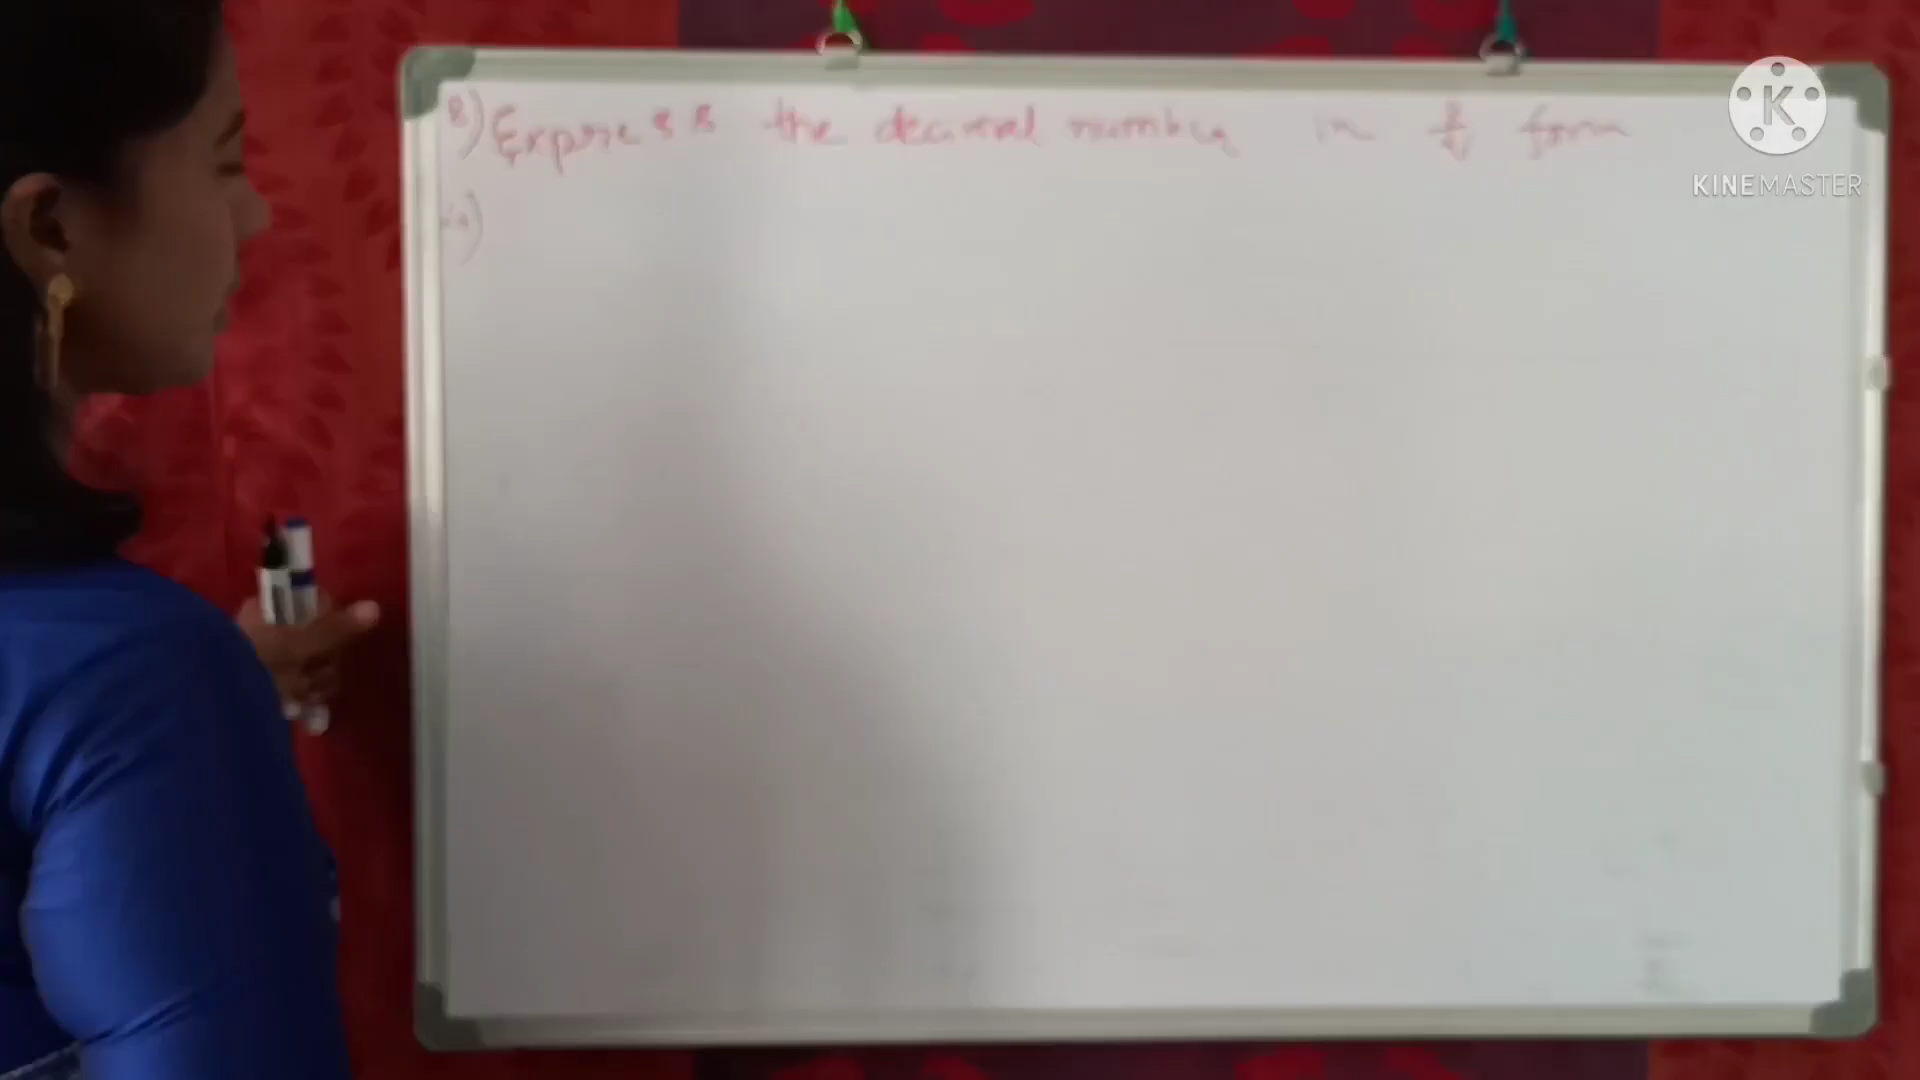 8) Express the decimal number in p/q form
KINEMASTER